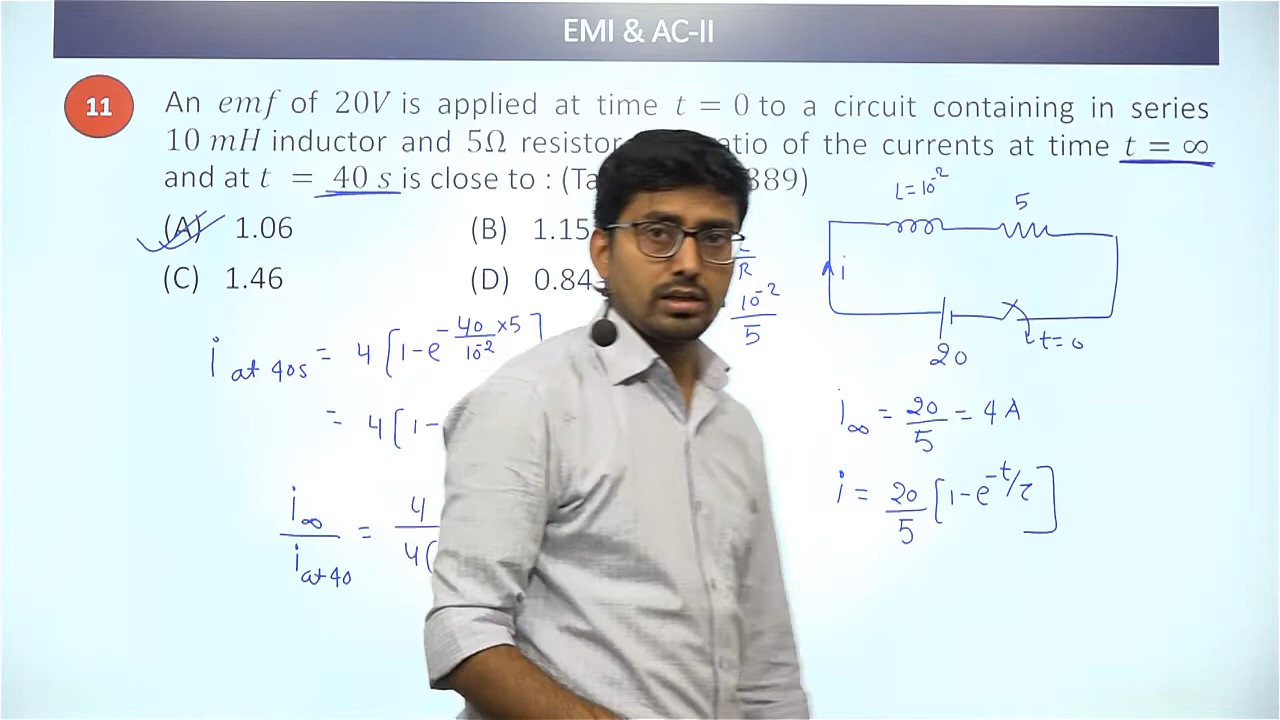 EMI & AC-II
11
An emf of 20V is applied at time t = 0 to a circuit containing in series
10 mH inductor and 5Ω resistor of the currents at time t = ∞
and at t = 40 s is close to : (Ta 389)
(A) 1.06
(B) 1.15
(C) 1.46
(D) 0.84
L=10⁻²
5
i
20
t=0
R
10⁻²/5
i at 40s = 4[1-e^(-40/10⁻² ×5)]
= 4[1-
i∞/i at 40 = 4/4(
i∞ = 20/5 = 4A
i = 20/5 [1-e^(-t/τ)]